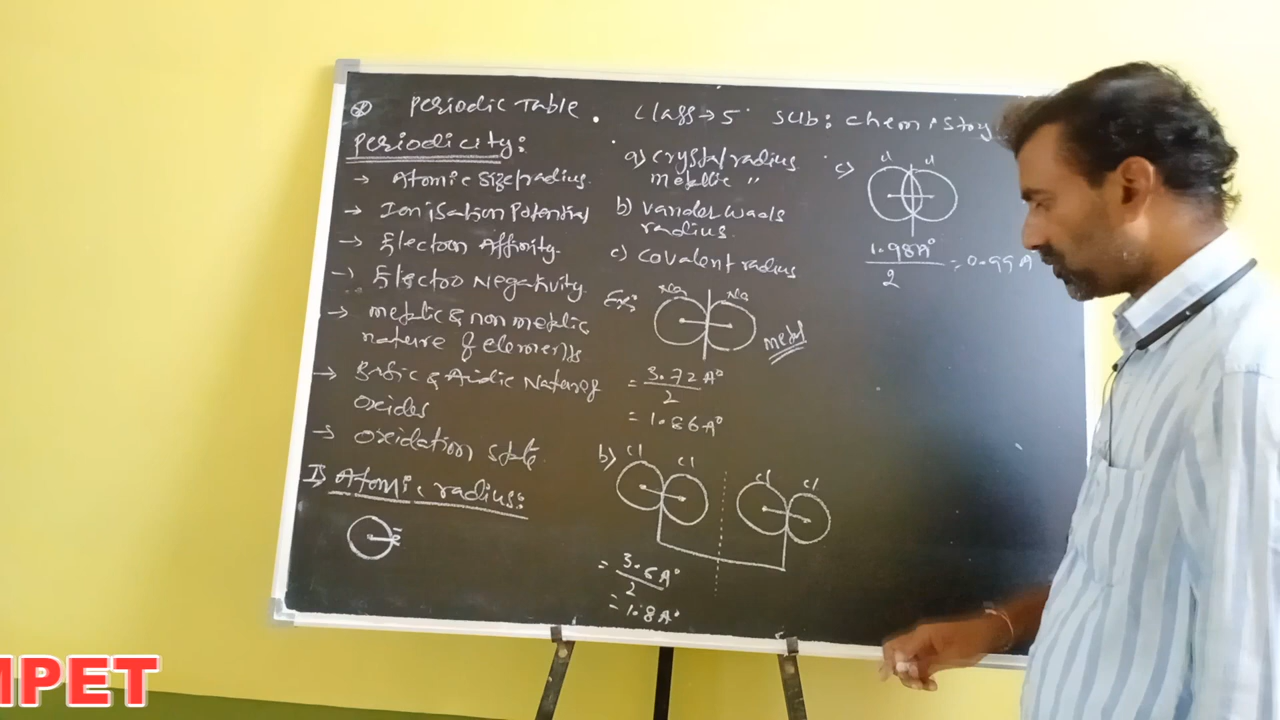 Periodic Table. Class → 5 Sub: chemistry
Periodicity:
→ Atomic Size/radius.
→ Ionisation Potential
→ Electron Affinity.
→ Electro Negativity.
→ metallic & non metallic
nature of elements
→ Basic & Acidic Nature of
oxides
→ oxidation state.
I) Atomic radius:
e⁻
a) crystal radius
metallic "
b) vander waals
radius.
c) covalent radius
Ex: Na Na
metal
= 3.72 A°
2
= 1.86 A°
b) Cl Cl Cl Cl
= 3.6 A°
2
= 1.8 A°
c) Cl Cl
1.98 A°
2
= 0.99 A°
MPET